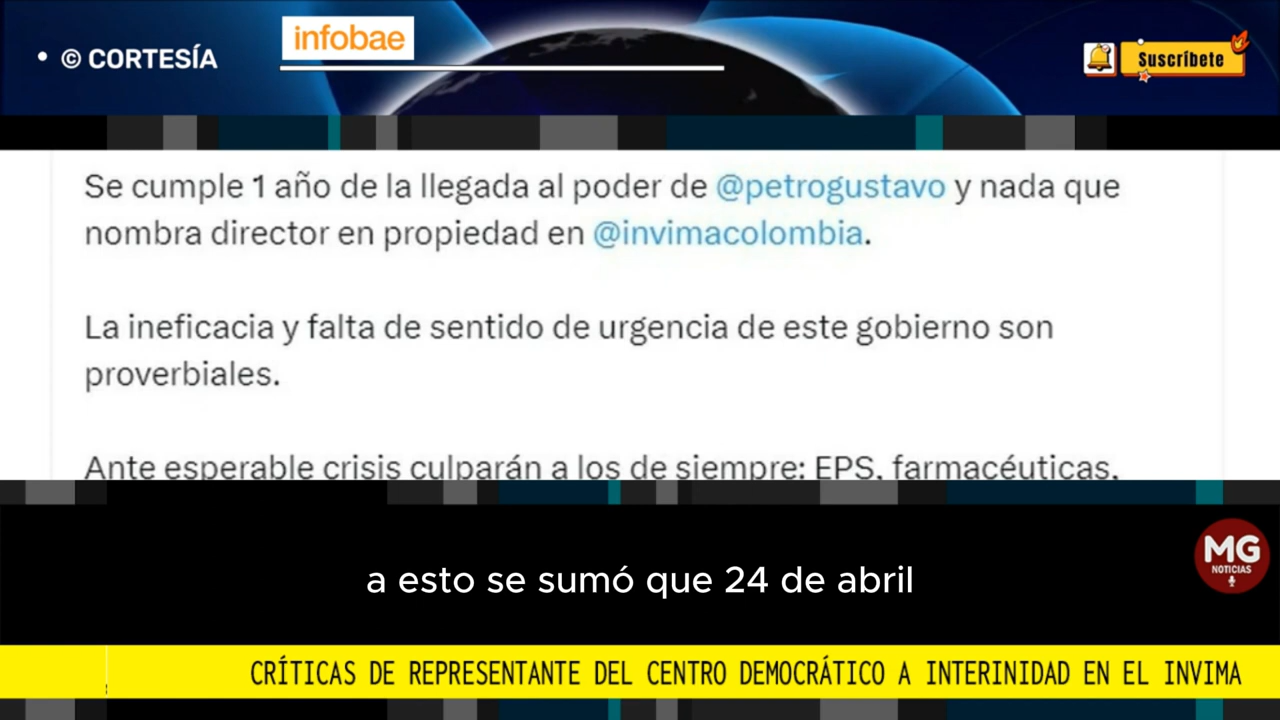 • © CORTESÍA
infobae
Suscríbete
Se cumple 1 año de la llegada al poder de @petrogustavo y nada que
nombra director en propiedad en @invimacolombia.
La ineficacia y falta de sentido de urgencia de este gobierno son
proverbiales.
Ante esperable crisis culparán a los de siempre: EPS, farmacéuticas,
MG
NOTICIAS
a esto se sumó que 24 de abril
CRÍTICAS DE REPRESENTANTE DEL CENTRO DEMOCRÁTICO A INTERINIDAD EN EL INVIMA